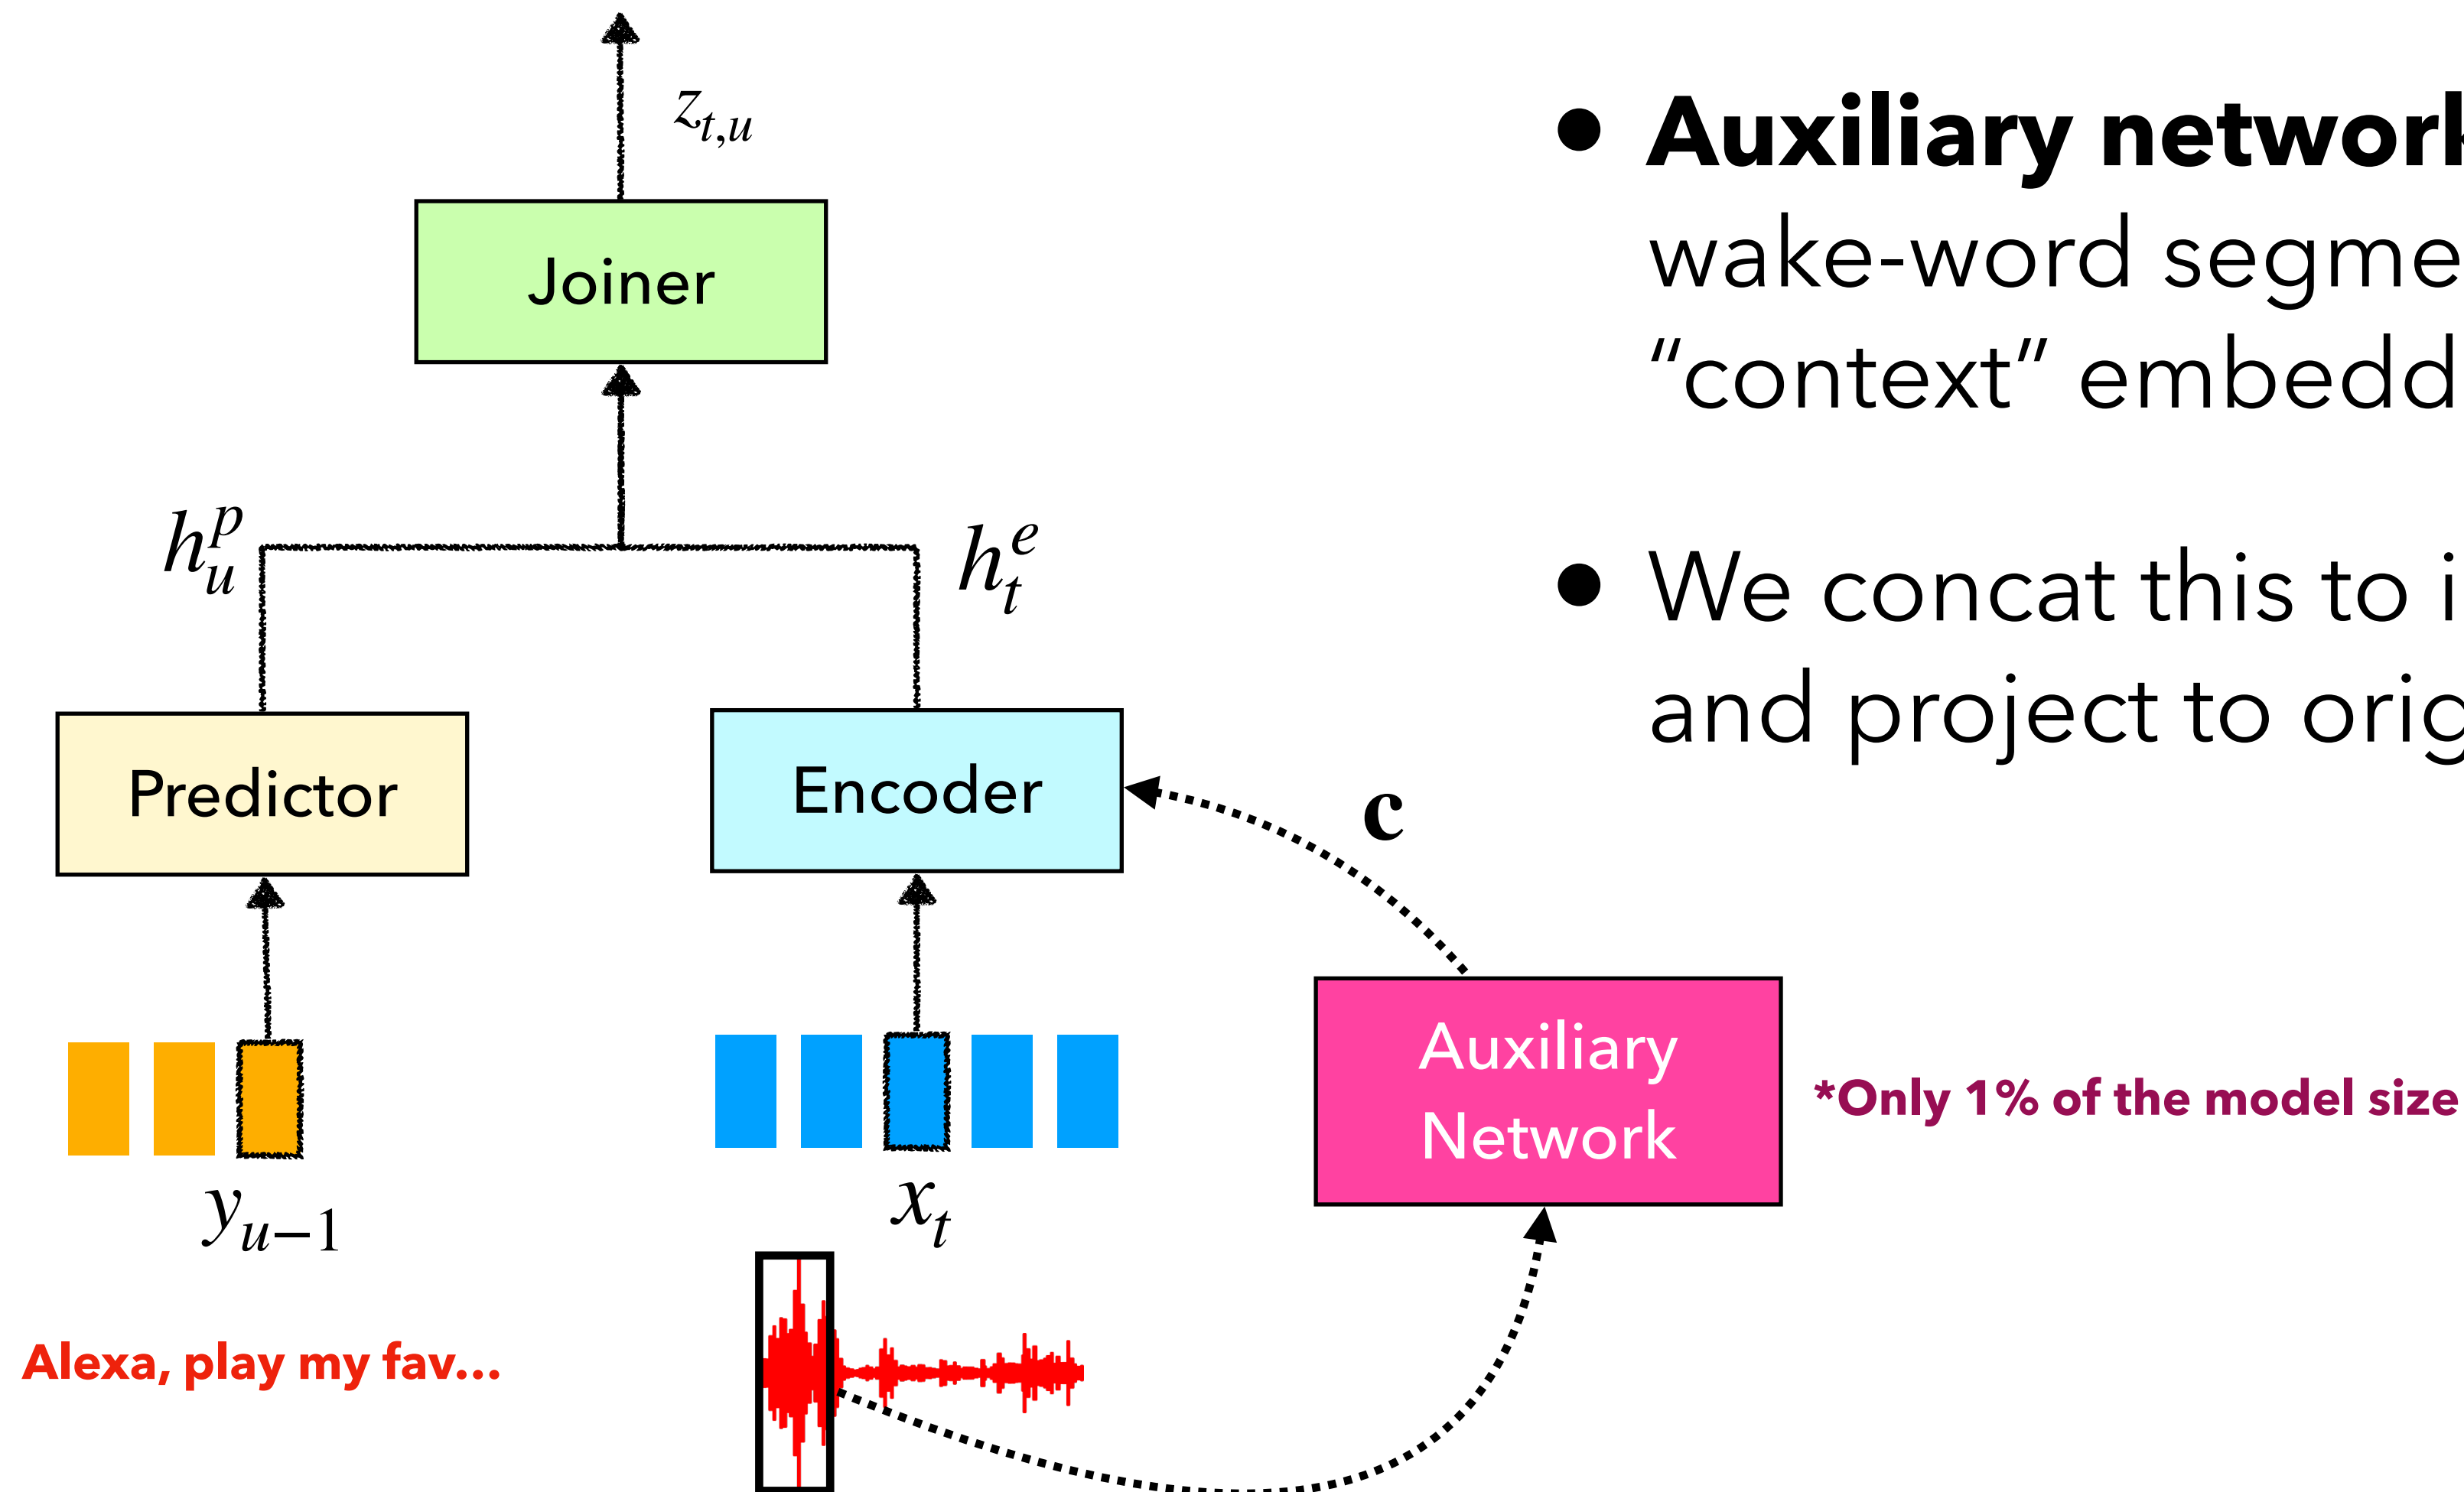 z_{t,u}
Joiner
h_u^p
h_t^e
Predictor
Encoder
c
Auxiliary
Network
*Only 1% of the model size
y_{u-1}
x_t
Alexa, play my fav...
• Auxiliary network
wake-word segme
“context” embedd
• We concat this to i
and project to orig